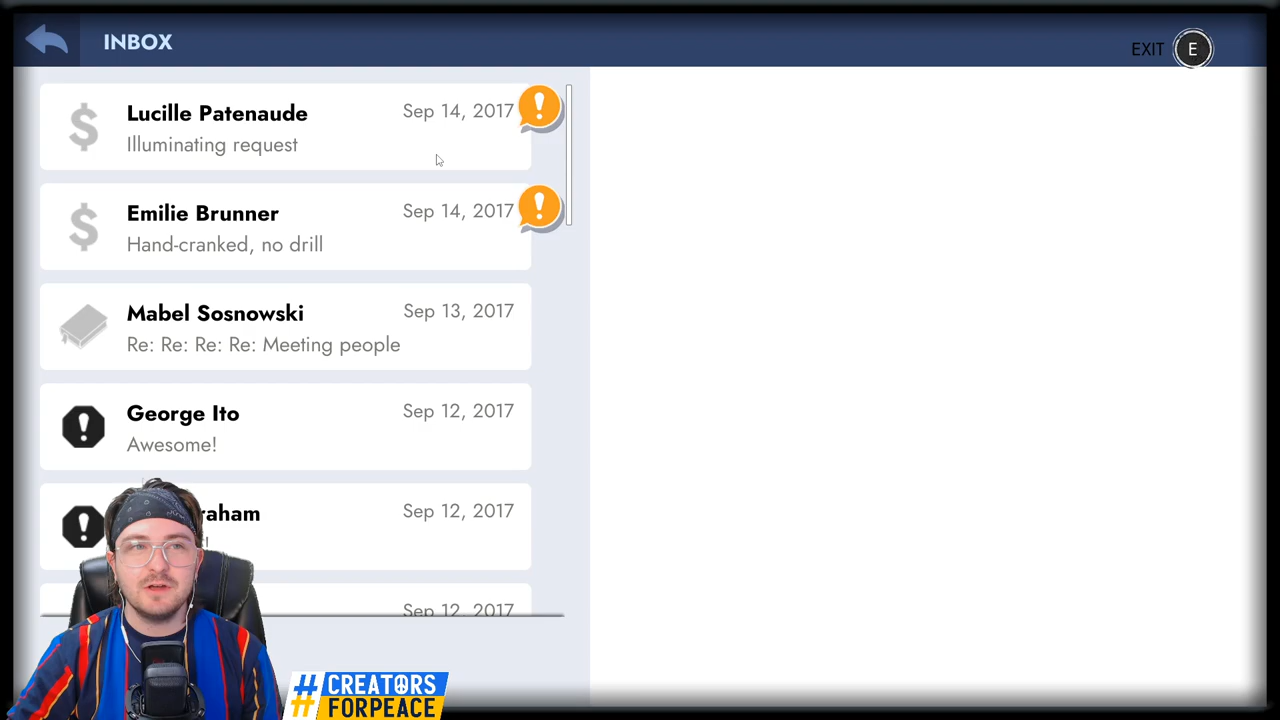 INBOX
EXIT E
Lucille Patenaude Sep 14, 2017
Illuminating request
Emilie Brunner Sep 14, 2017
Hand-cranked, no drill
Mabel Sosnowski Sep 13, 2017
Re: Re: Re: Re: Meeting people
George Ito Sep 12, 2017
Awesome!
raham Sep 12, 2017
Sep 12, 2017
#CREATORS
#FORPEACE